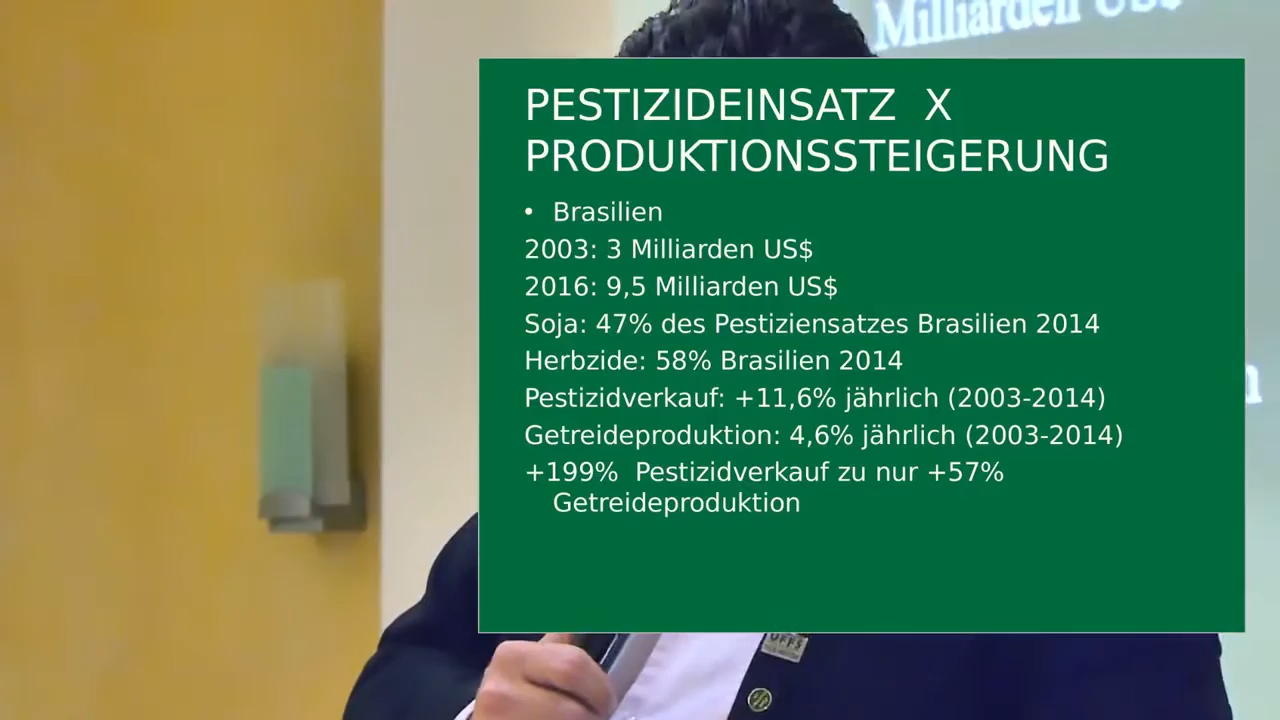 Milliarden US$
PESTIZIDEINSATZ X
PRODUKTIONSSTEIGERUNG
• Brasilien
2003: 3 Milliarden US$
2016: 9,5 Milliarden US$
Soja: 47% des Pestiziensatzes Brasilien 2014
Herbzide: 58% Brasilien 2014
Pestizidverkauf: +11,6% jährlich (2003-2014)
Getreideproduktion: 4,6% jährlich (2003-2014)
+199% Pestizidverkauf zu nur +57%
Getreideproduktion
UFFS